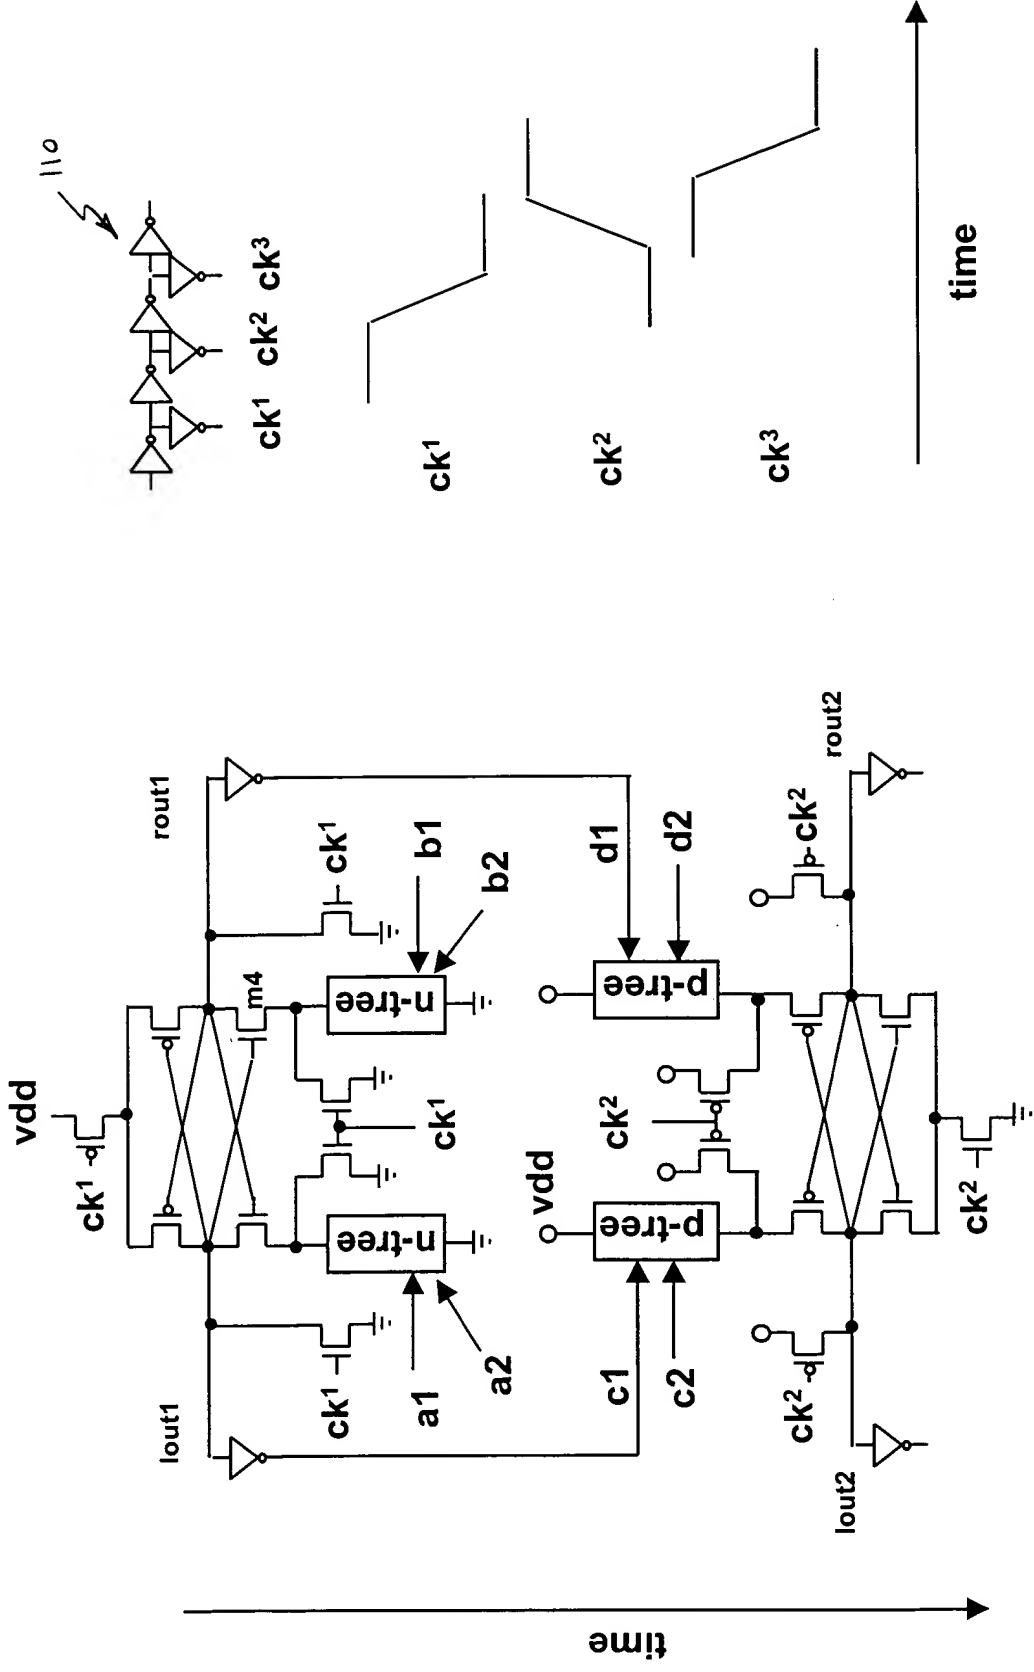 110
ck¹ ck² ck³
ck¹
ck²
ck³
time
vdd
ck¹
lout1
rout1
m4
ck¹
ck¹
n-tree
n-tree
ck¹
a1
a2
b1
b2
vdd
ck²
c1
c2
d1
d2
p-tree
p-tree
ck²
ck²
lout2
rout2
ck²
time